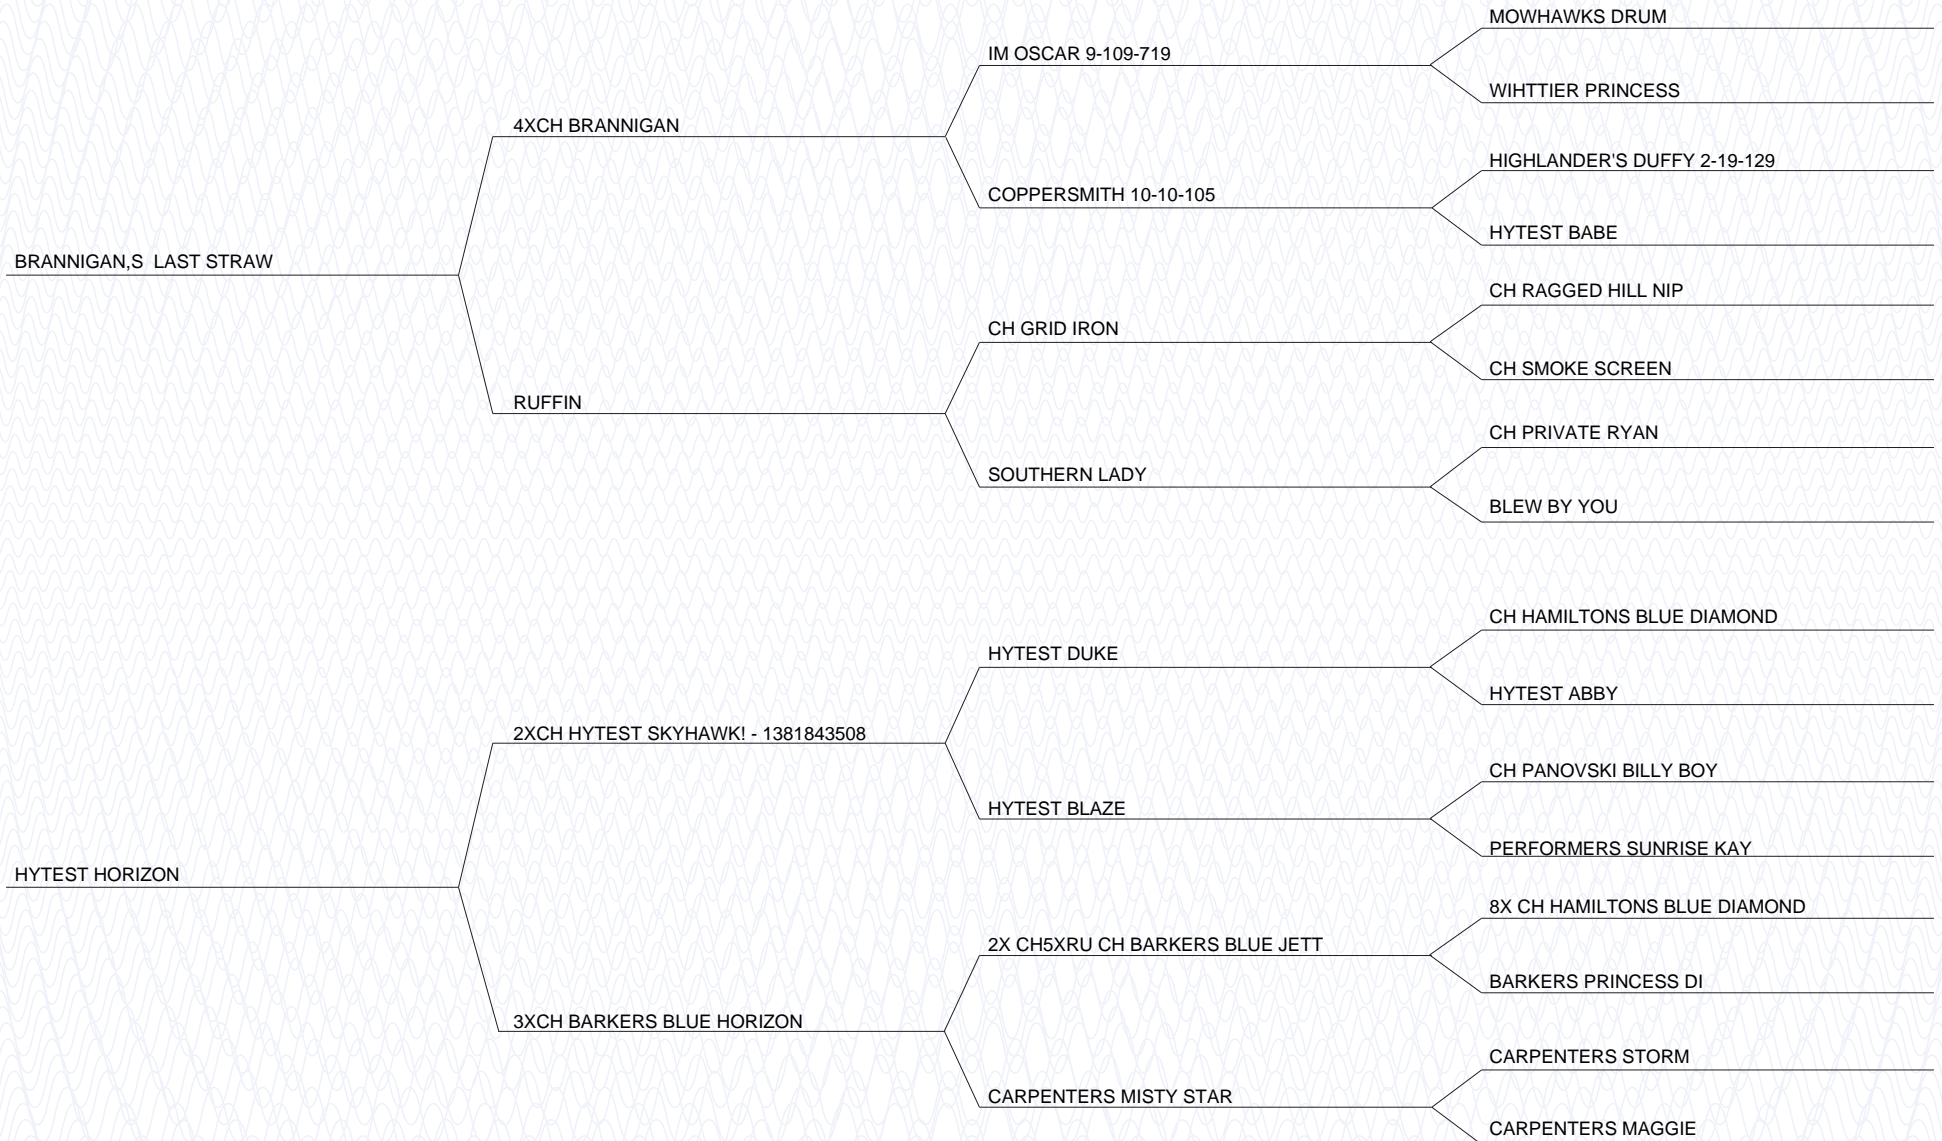 MOWHAWKS DRUM
IM OSCAR 9-109-719
WIHTTIER PRINCESS
4XCH BRANNIGAN
HIGHLANDER'S DUFFY 2-19-129
COPPERSMITH 10-10-105
HYTEST BABE
BRANNIGAN,S  LAST STRAW
CH RAGGED HILL NIP
CH GRID IRON
CH SMOKE SCREEN
RUFFIN
CH PRIVATE RYAN
SOUTHERN LADY
BLEW BY YOU
CH HAMILTONS BLUE DIAMOND
HYTEST DUKE
HYTEST ABBY
2XCH HYTEST SKYHAWK! - 1381843508
CH PANOVSKI BILLY BOY
HYTEST BLAZE
PERFORMERS SUNRISE KAY
HYTEST HORIZON
8X CH HAMILTONS BLUE DIAMOND
2X CH5XRU CH BARKERS BLUE JETT
BARKERS PRINCESS DI
3XCH BARKERS BLUE HORIZON
CARPENTERS STORM
CARPENTERS MISTY STAR
CARPENTERS MAGGIE